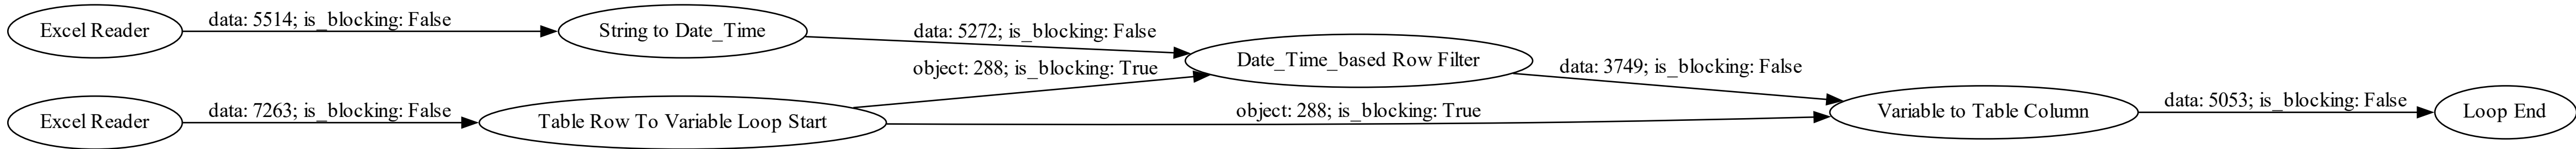 Excel Reader
data: 5514; is_blocking: False
String to Date_Time
data: 5272; is_blocking: False
Date_Time_based Row Filter
object: 288; is_blocking: True
data: 3749; is_blocking: False
Excel Reader
data: 7263; is_blocking: False
Table Row To Variable Loop Start
object: 288; is_blocking: True
Variable to Table Column
data: 5053; is_blocking: False
Loop End